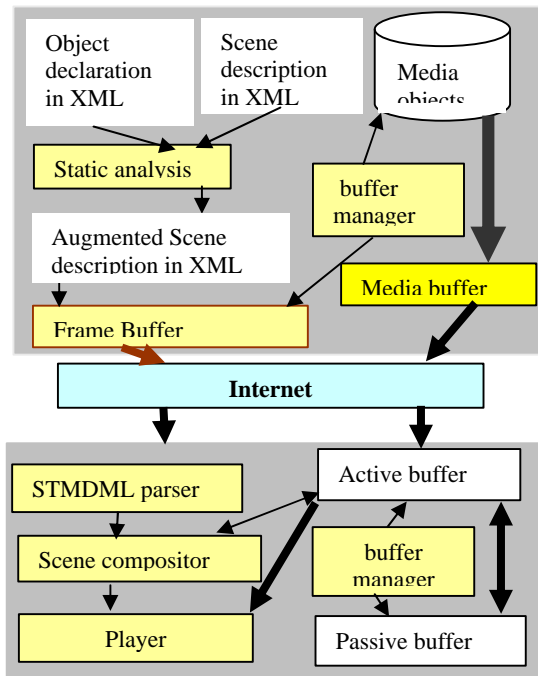 Object
declaration
in XML
Scene
description
in XML
Media
objects
Static analysis
buffer
manager
Augmented Scene
description in XML
Media buffer
Frame Buffer
Internet
STMDML parser
Active buffer
Scene compositor
buffer
manager
Player
Passive buffer